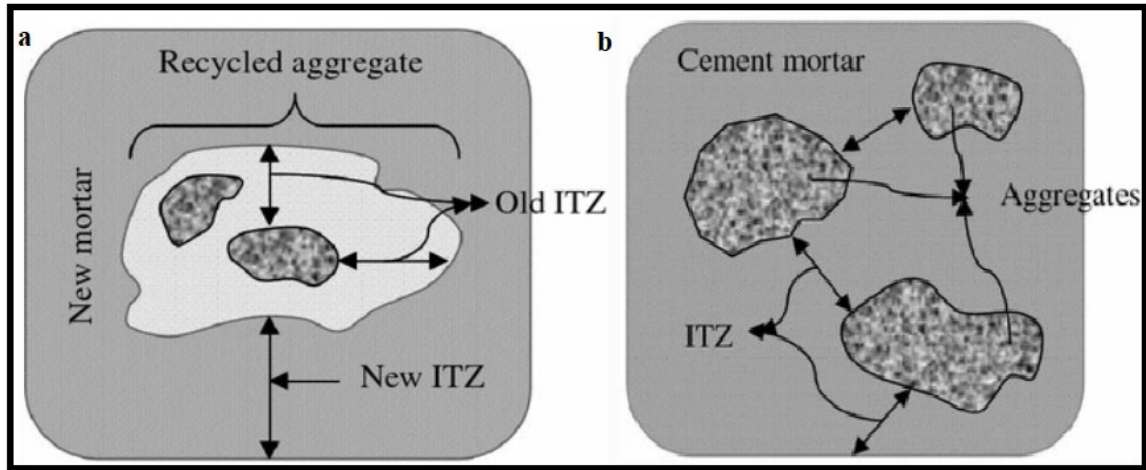 a
Recycled aggregate
New mortar
Old ITZ
New ITZ
b
Cement mortar
Aggregates
ITZ